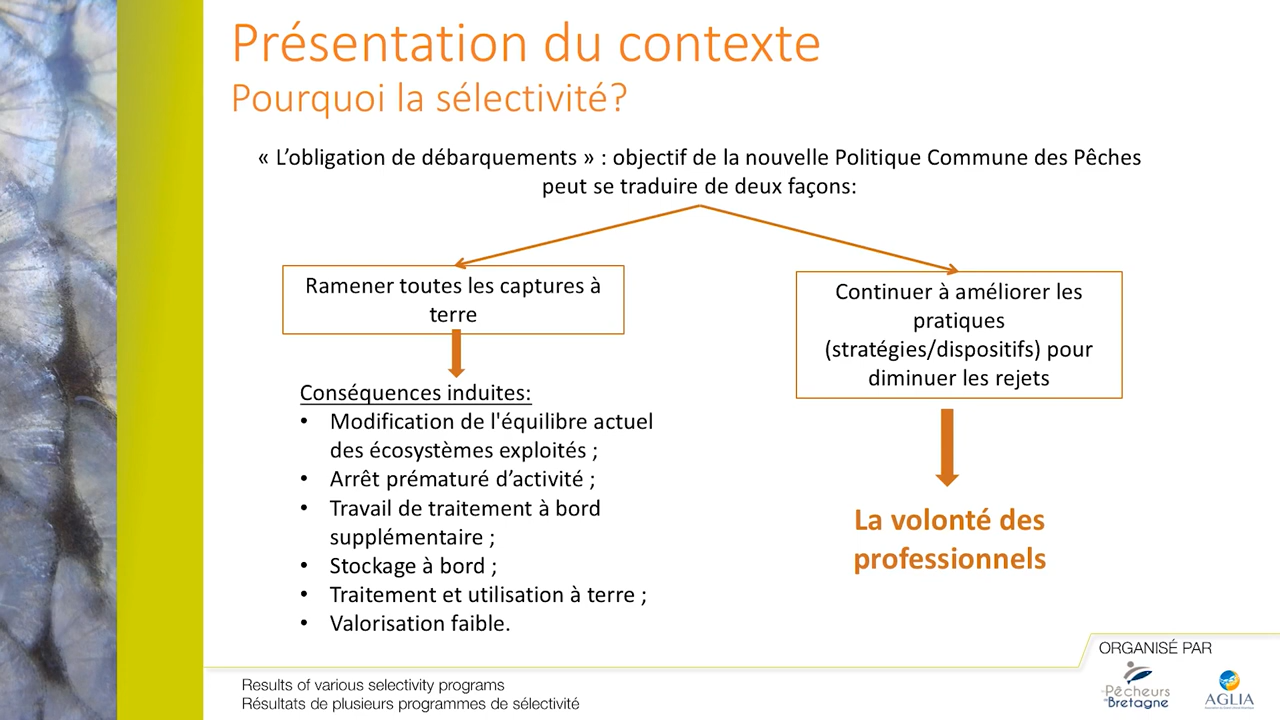 Présentation du contexte
Pourquoi la sélectivité?
« L’obligation de débarquements » : objectif de la nouvelle Politique Commune des Pêches
peut se traduire de deux façons:
Ramener toutes les captures à
terre
Conséquences induites:
• Modification de l'équilibre actuel
des écosystèmes exploités ;
• Arrêt prématuré d’activité ;
• Travail de traitement à bord
supplémentaire ;
• Stockage à bord ;
• Traitement et utilisation à terre ;
• Valorisation faible.
Continuer à améliorer les
pratiques
(stratégies/dispositifs) pour
diminuer les rejets
La volonté des
professionnels
Results of various selectivity programs
Résultats de plusieurs programmes de sélectivité
ORGANISÉ PAR
Pêcheurs
Bretagne
AGLIA